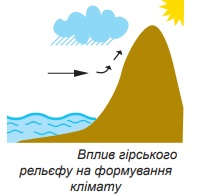 Вплив гірського
рельєфу на формування
клімату